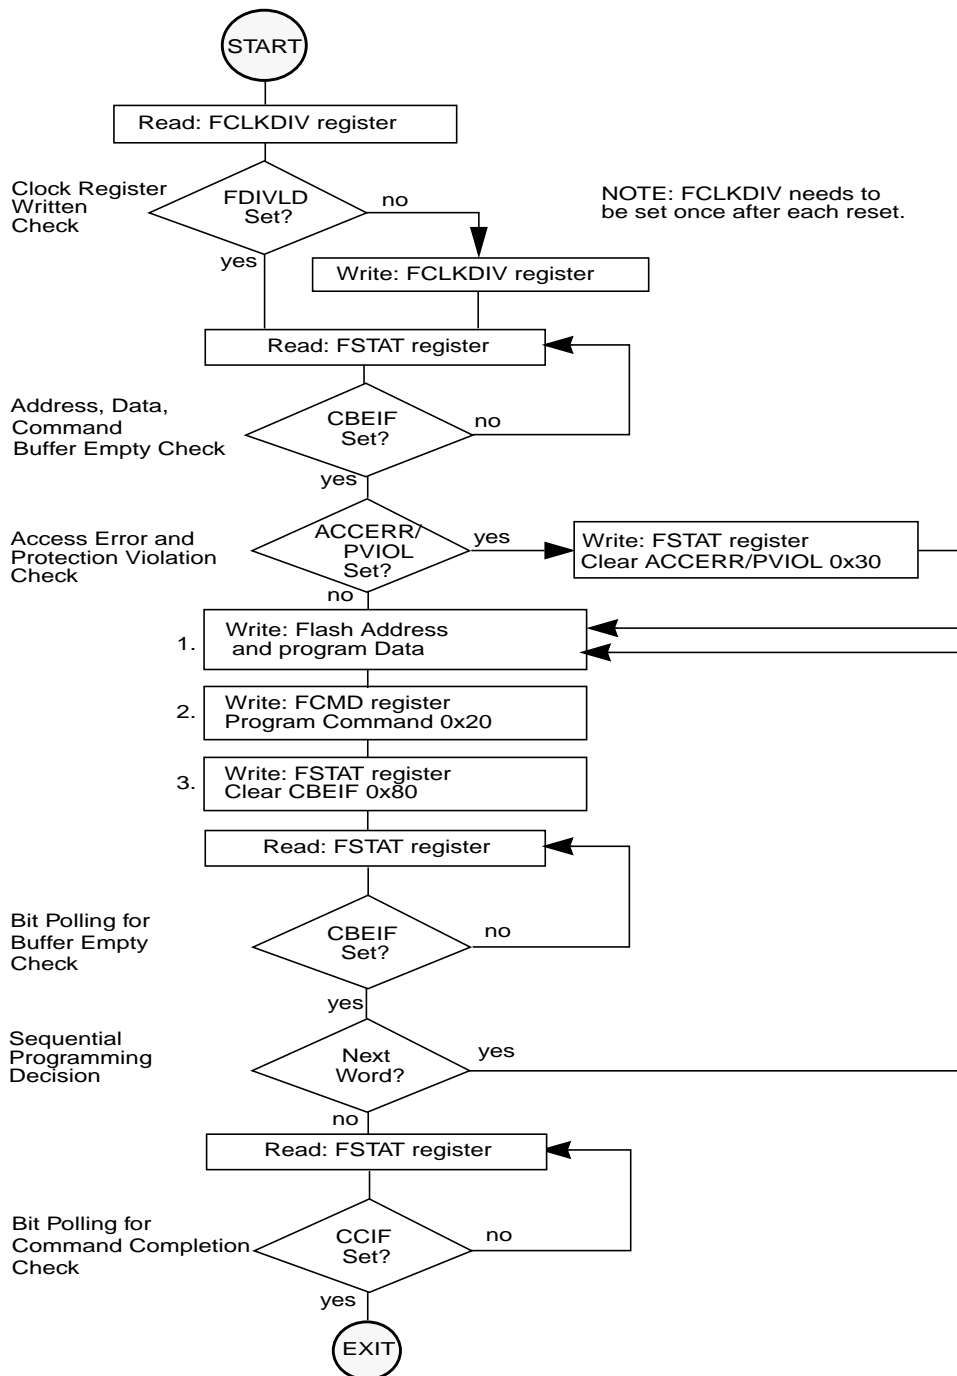 START
Read: FCLKDIV register
Clock Register
Written
Check
FDIVLD
Set?
no
NOTE: FCLKDIV needs to
be set once after each reset.
yes
Write: FCLKDIV register
Read: FSTAT register
Address, Data,
Command
Buffer Empty Check
CBEIF
Set?
no
yes
Access Error and
Protection Violation
Check
ACCERR/
PVIOL
Set?
yes
Write: FSTAT register
Clear ACCERR/PVIOL 0x30
no
1.
Write: Flash Address
and program Data
2.
Write: FCMD register
Program Command 0x20
3.
Write: FSTAT register
Clear CBEIF 0x80
Read: FSTAT register
Bit Polling for
Buffer Empty
Check
CBEIF
Set?
no
yes
Sequential
Programming
Decision
Next
Word?
yes
no
Read: FSTAT register
Bit Polling for
Command Completion
Check
CCIF
Set?
no
yes
EXIT